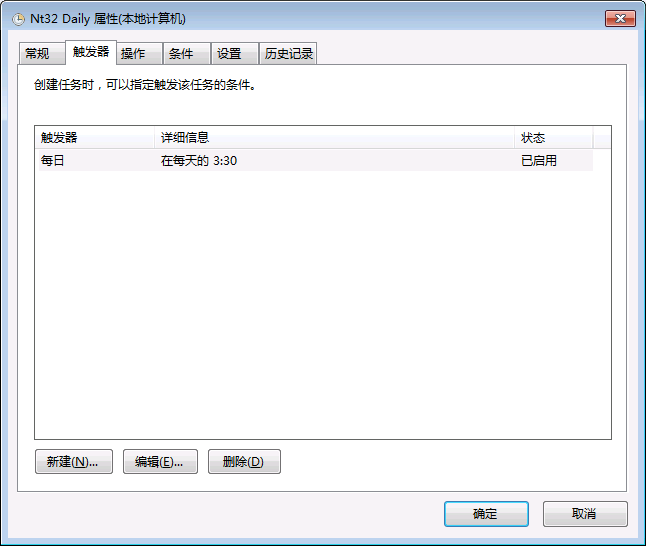 Nt32 Daily 属性(本地计算机)
常规 触发器 操作 条件 设置 历史记录
创建任务时，可以指定触发该任务的条件。
触发器 详细信息 状态
每日 在每天的 3:30 已启用
新建(N)... 编辑(E)... 删除(D)
确定 取消